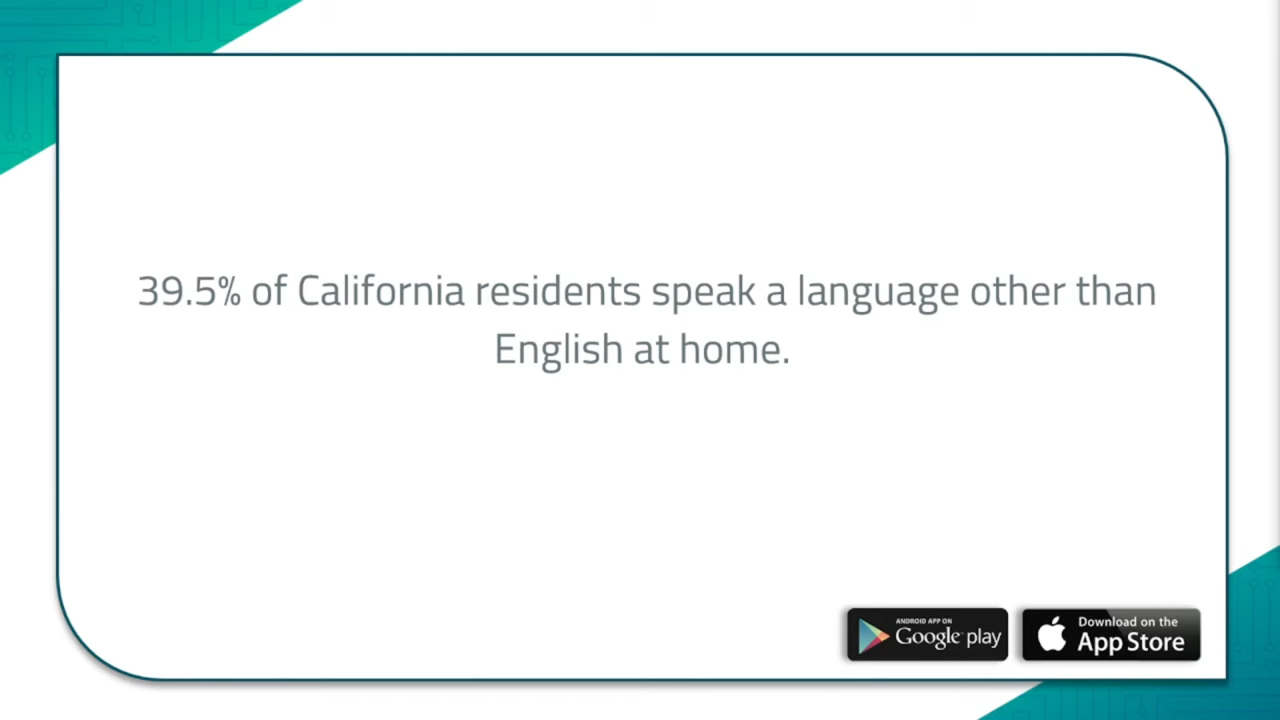 39.5% of California residents speak a language other than
English at home.
ANDROID APP ON
Google play
Download on the
App Store